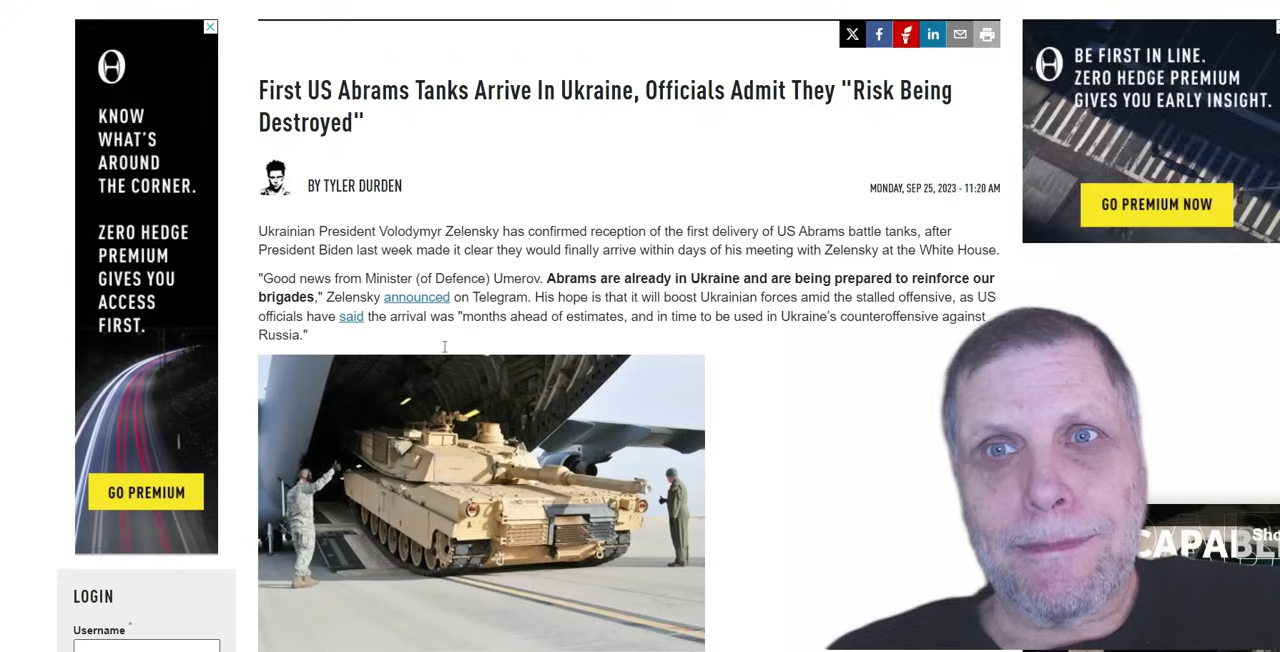 KNOW
WHAT'S
AROUND
THE CORNER.
ZERO HEDGE
PREMIUM
GIVES YOU
ACCESS
FIRST.
GO PREMIUM
LOGIN
Username *
First US Abrams Tanks Arrive In Ukraine, Officials Admit They "Risk Being
Destroyed"
BY TYLER DURDEN
MONDAY, SEP 25, 2023 - 11:20 AM
Ukrainian President Volodymyr Zelensky has confirmed reception of the first delivery of US Abrams battle tanks, after
President Biden last week made it clear they would finally arrive within days of his meeting with Zelensky at the White House.
"Good news from Minister (of Defence) Umerov. Abrams are already in Ukraine and are being prepared to reinforce our
brigades," Zelensky announced on Telegram. His hope is that it will boost Ukrainian forces amid the stalled offensive, as US
officials have said the arrival was "months ahead of estimates, and in time to be used in Ukraine's counteroffensive against
Russia."
BE FIRST IN LINE.
ZERO HEDGE PREMIUM
GIVES YOU EARLY INSIGHT.
GO PREMIUM NOW